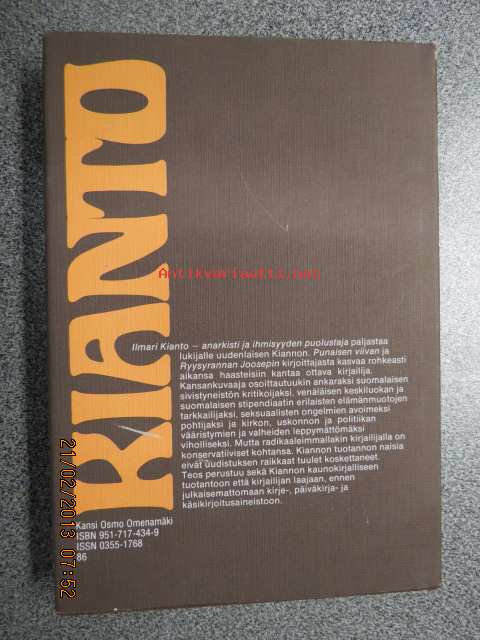 KIANTO
Antikvariaatti.com
Ilmari Kianto – anarkisti ja ihmisyyden puolustaja paljastaa
lukijalle uudenlaisen Kiannon. Punaisen viivan ja
Ryysyrannan Joosepin kirjoittajasta kasvaa rohkeasti
aikansa haasteisiin kantaa ottava kirjailija.
Kansankuvaaja osoittautuukin ankaraksi suomalaisen
sivistyneistön kritikoijaksi, venäläisen keskiluokan ja
suomalaisen stipendiaatin erilaisten elämänmuotojen
tarkkailijaksi, seksuaalisten ongelmien avoimeksi
pohtijaksi ja kirkon, uskonnon ja politiikan
vääristymien ja valheiden leppymättömäksi
viholliseksi. Mutta radikaaleimmallakin kirjailijalla on
konservatiiviset kohtansa. Kiannon tuotannon naisia
eivät uudistuksen raikkaat tuulet koskettaneet.
Teos perustuu sekä Kiannon kaunokirjalliseen
tuotantoon että kirjailijan laajaan, ennen
julkaisemattomaan kirje-, päiväkirja- ja
käsikirjoitusaineistoon.
Kansi Osmo Omenamäki
ISBN 951-717-434-9
ISSN 0355-1768
86
21/02/2013 07:52